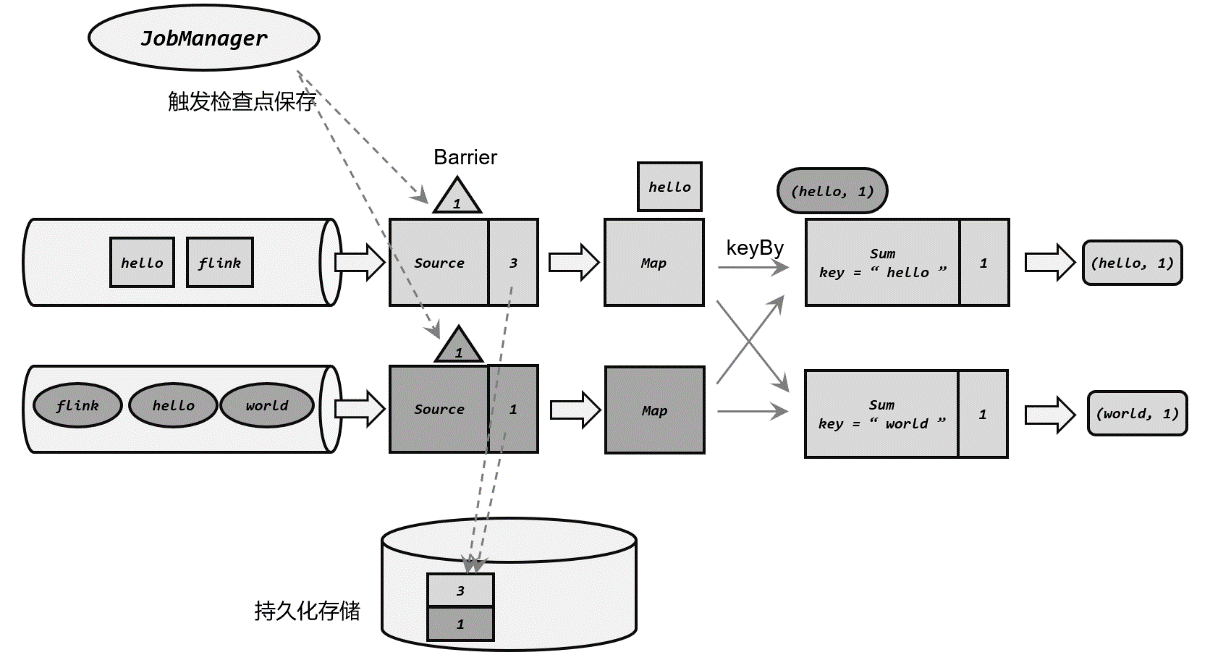 JobManager
触发检查点保存
Barrier
1
hello
(hello, 1)
hello
flink
Source
3
Map
keyBy
Sum
key = “ hello ”
1
(hello, 1)
1
flink
hello
world
Source
1
Map
Sum
key = “ world ”
1
(world, 1)
持久化存储
3
1